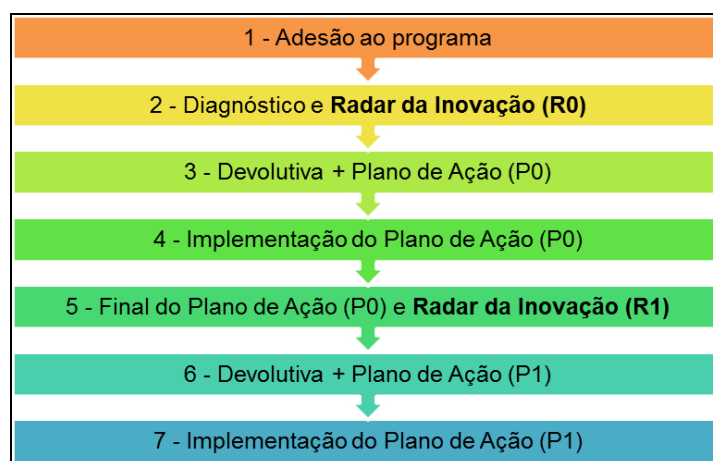 1 - Adesão ao programa
2 - Diagnóstico e Radar da Inovação (R0)
3 - Devolutiva + Plano de Ação (P0)
4 - Implementação do Plano de Ação (P0)
5 - Final do Plano de Ação (P0) e Radar da Inovação (R1)
6 - Devolutiva + Plano de Ação (P1)
7 - Implementação do Plano de Ação (P1)